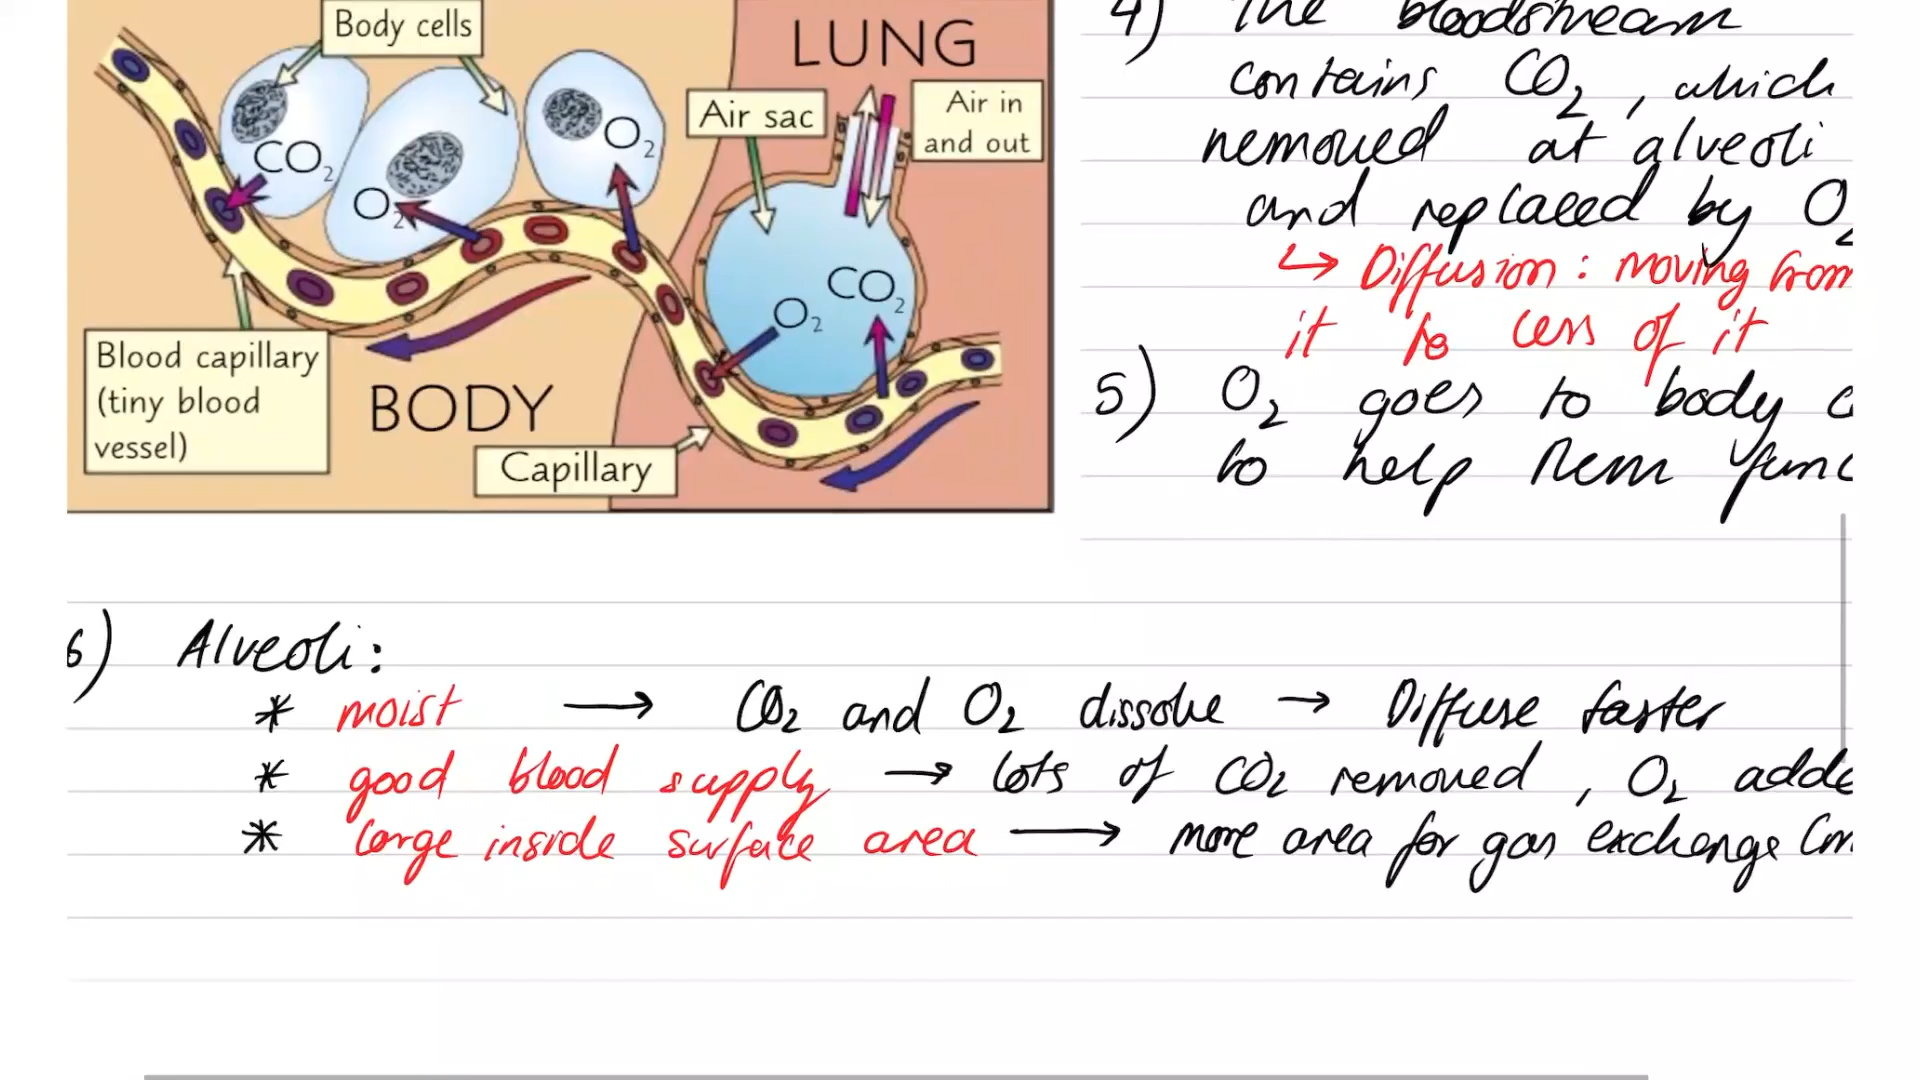 Body cells
LUNG
Air sac
Air in
and out
CO2
O2
O2
CO2
O2
Blood capillary
(tiny blood
vessel)
BODY
Capillary
4) The bloodstream
contains CO2, which
removed at alveoli
and replaced by O2
↳ Diffusion: moving from
it to less of it
5) O2 goes to body
to help them
6) Alveoli:
* moist → CO2 and O2 dissolve → Diffuse faster
* good blood supply → lots of CO2 removed, O2 adde
* large inside surface area → more area for gas exchange